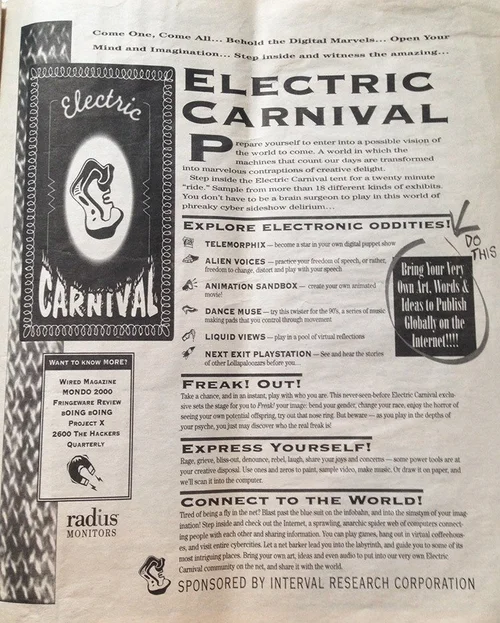 Come One, Come All... Behold the Digital Marvels... Open Your
Mind and Imagination... Step inside and witness the amazing...
Electric
CARNIVAL
ELECTRIC
CARNIVAL
Prepare yourself to enter into a possible vision of
the world to come. A world in which the
machines that count our days are transformed
into marvelous contraptions of creative delight.
Step inside the Electric Carnival tent for a twenty minute
"ride." Sample from more than 18 different kinds of exhibits.
You don't have to be a brain surgeon to play in this world of
phreaky cyber sideshow delirium...
EXPLORE ELECTRONIC ODDITIES!
TELEMORPHIX — become a star in your own digital puppet show
ALIEN VOICES — practice your freedom of speech, or rather,
freedom to change, distort and play with your speech
ANIMATION SANDBOX — create your own animated
movie!
DANCE MUSE — try this twister for the 90's, a series of music
making pads that you control through movement
LIQUID VIEWS — play in a pool of virtual reflections
NEXT EXIT PLAYSTATION — See and hear the stories
of other Lollapaloozers before you...
DO
THIS
Bring Your Very
Own Art, Words &
Ideas to Publish
Globally on the
Internet!!!!
WANT TO KNOW MORE?
WIRED MAGAZINE
MONDO 2000
FRINGEWARE REVIEW
bOING bOING
PROJECT X
2600 THE HACKERS
QUARTERLY
radius
MONITORS
FREAK! OUT!
Take a chance, and in an instant, play with who you are. This never-seen-before Electric Carnival exclu-
sive sets the stage for you to Freak! your image: bend your gender, change your race, enjoy the horror of
seeing your own potential offspring, try out that nose ring. But beware — as you play in the depths of
your psyche, you just may discover who the real freak is!
EXPRESS YOURSELF!
Rage, grieve, bliss-out, denounce, rebel, laugh, share your joys and concerns — some power tools are at
your creative disposal. Use ones and zeros to paint, sample video, make music. Or draw it on paper, and
we'll scan it into the computer.
CONNECT TO THE WORLD!
Tired of being a fly in the net? Blast past the blue suit on the infobahn, and into the simstym of your imag-
ination! Step inside and check out the Internet, a sprawling, anarchic spider web of computers connect-
ing people with each other and sharing information. You can play games, hang out in virtual coffeehous-
es, and visit entire cybercities. Let a net barker lead you into the labyrinth, and guide you to some of its
most intriguing places. Bring your own art, ideas and even audio to put into our very own Electric
Carnival community on the net, and share it with the world.
SPONSORED BY INTERVAL RESEARCH CORPORATION